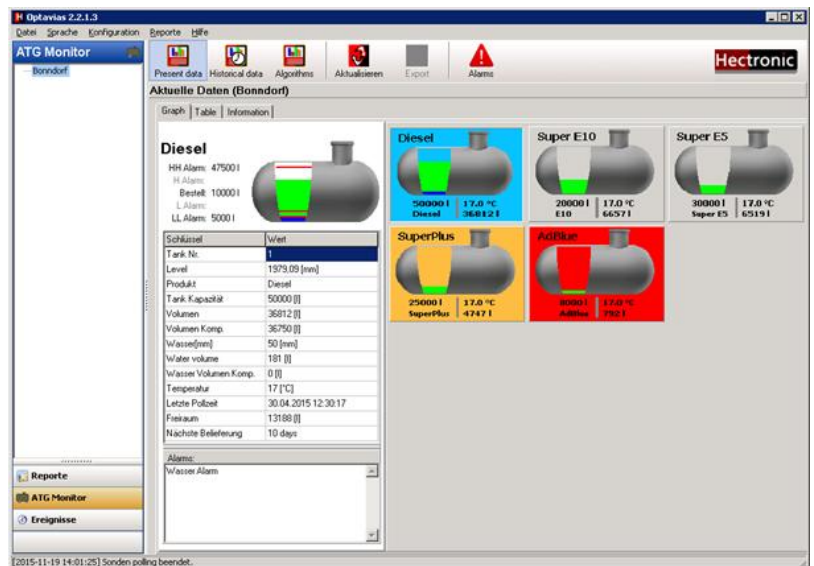 Optavias 2.2.1.3
Datei Sprache Konfiguration Reporte Hilfe
ATG Monitor
Bonndorf
Present data Historical data Algorithms Aktualisieren Export Alarms
Hectronic
Aktuelle Daten (Bonndorf)
Graph Table Information
Diesel
HH Alarm: 47500 l
H Alarm:
Bestell: 10000 l
L Alarm:
LL Alarm: 5000 l
Schlüssel Wert
Tank Nr. 1
Level 1979,09 [mm]
Produkt Diesel
Tank Kapazität 50000 [l]
Volumen 36812 [l]
Volumen Komp. 36750 [l]
Wasser[mm] 50 [mm]
Water volume 181 [l]
Wasser Volumen Komp. 0 [l]
Temperatur 17 [°C]
Letzte Pollzeit 30.04.2015 12:30:17
Freiraum 13188 [l]
Nächste Belieferung 10 days
Alarms:
Wasser Alarm
Diesel
50000 l 17.0 °C
Diesel 36812 l
Super E10
20000 l 17.0 °C
E10 6657 l
Super E5
30000 l 17.0 °C
Super E5 6519 l
SuperPlus
25000 l 17.0 °C
SuperPlus 4747 l
AdBlue
8000 l 17.0 °C
AdBlue 792 l
Reporte
ATG Monitor
Ereignisse
[2015-11-19 14:01:25] Sonden polling beendet.